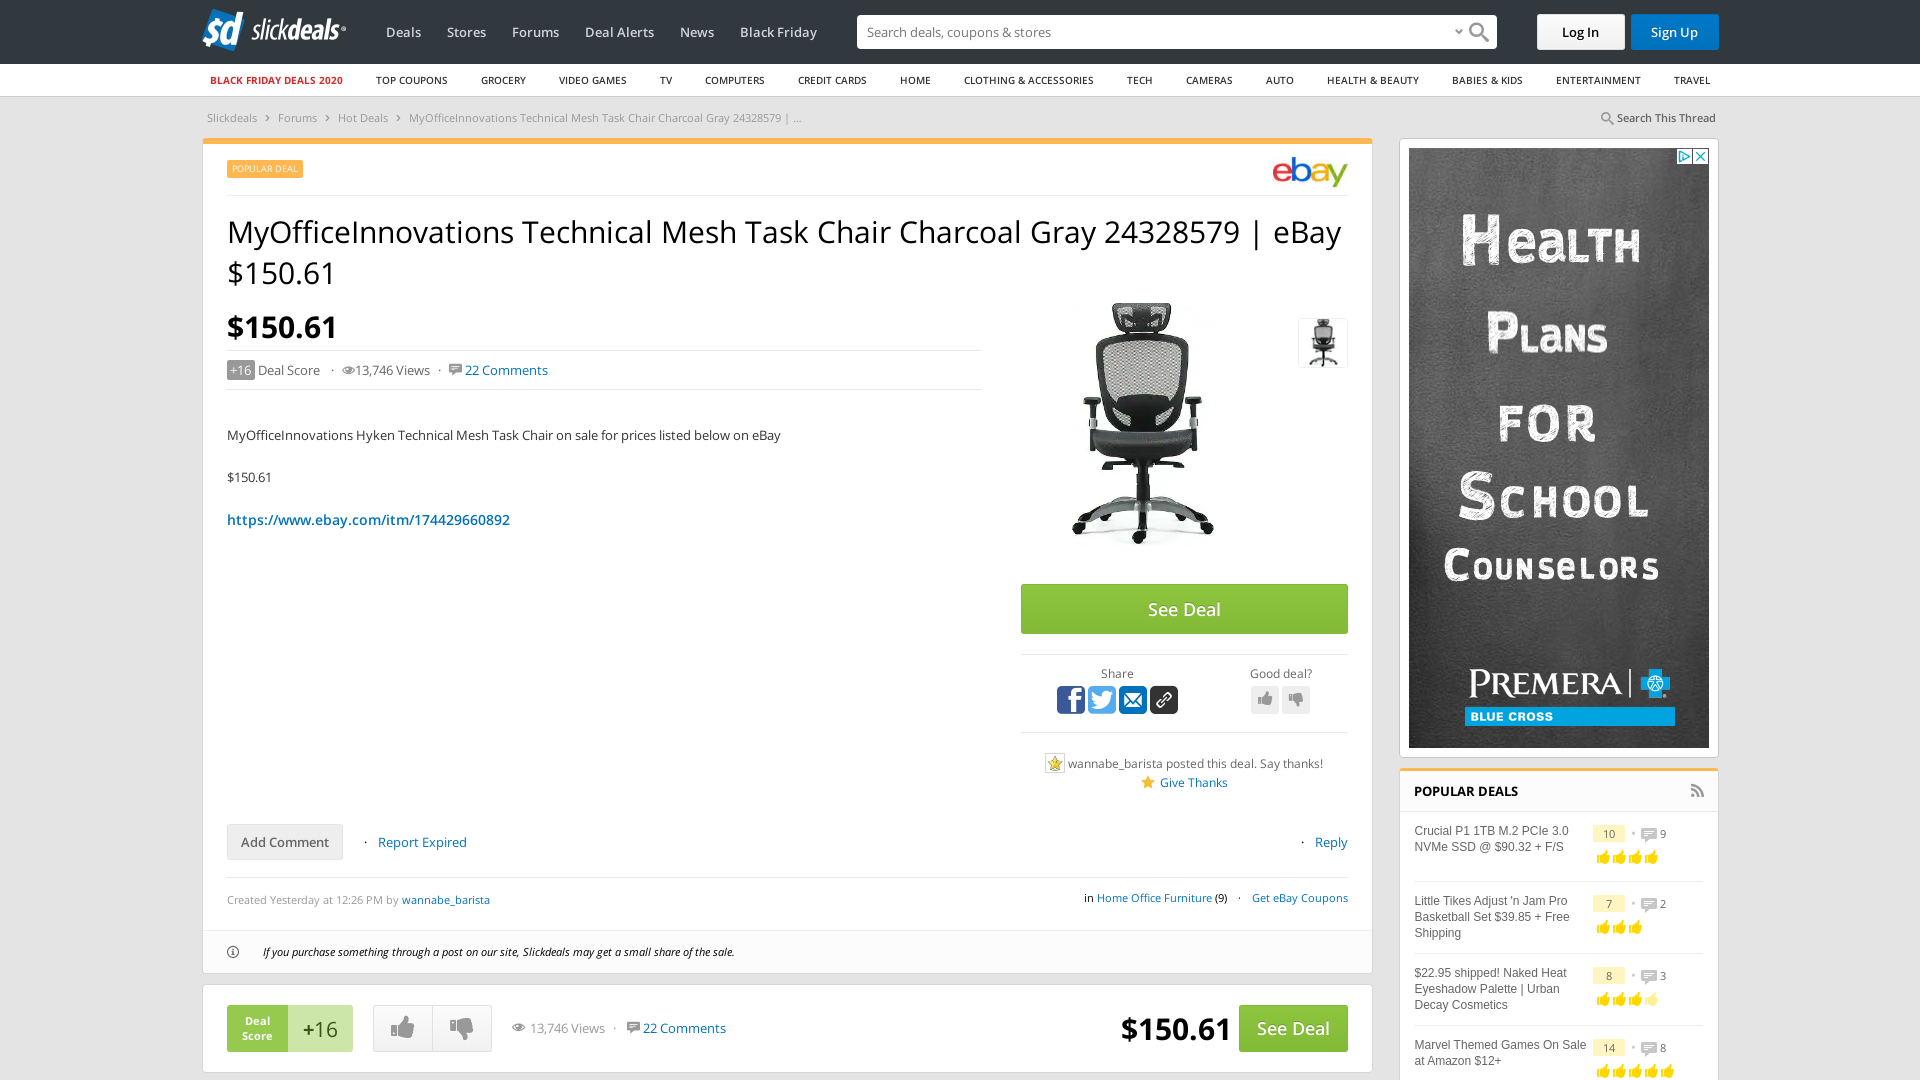 sd slickdeals
Deals Stores Forums Deal Alerts News Black Friday
Search deals, coupons & stores
Log In
Sign Up
BLACK FRIDAY DEALS 2020 TOP COUPONS GROCERY VIDEO GAMES TV COMPUTERS CREDIT CARDS HOME CLOTHING & ACCESSORIES TECH CAMERAS AUTO HEALTH & BEAUTY BABIES & KIDS ENTERTAINMENT TRAVEL
Slickdeals › Forums › Hot Deals › MyOfficeInnovations Technical Mesh Task Chair Charcoal Gray 24328579 | ...
Search This Thread
POPULAR DEAL
ebay
MyOfficeInnovations Technical Mesh Task Chair Charcoal Gray 24328579 | eBay
$150.61
$150.61
+16 Deal Score · 13,746 Views · 22 Comments
MyOfficeInnovations Hyken Technical Mesh Task Chair on sale for prices listed below on eBay
$150.61
https://www.ebay.com/itm/174429660892
See Deal
Share
Good deal?
wannabe_barista posted this deal. Say thanks!
Give Thanks
Add Comment · Report Expired
· Reply
Created Yesterday at 12:26 PM by wannabe_barista
in Home Office Furniture (9) · Get eBay Coupons
If you purchase something through a post on our site, Slickdeals may get a small share of the sale.
Deal
Score
+16
13,746 Views · 22 Comments
$150.61
See Deal
Health
Plans
for
School
Counselors
PREMERA
BLUE CROSS
POPULAR DEALS
Crucial P1 1TB M.2 PCIe 3.0
NVMe SSD @ $90.32 + F/S
10 • 9
Little Tikes Adjust 'n Jam Pro
Basketball Set $39.85 + Free
Shipping
7 • 2
$22.95 shipped! Naked Heat
Eyeshadow Palette | Urban
Decay Cosmetics
8 • 3
Marvel Themed Games On Sale
at Amazon $12+
14 • 8